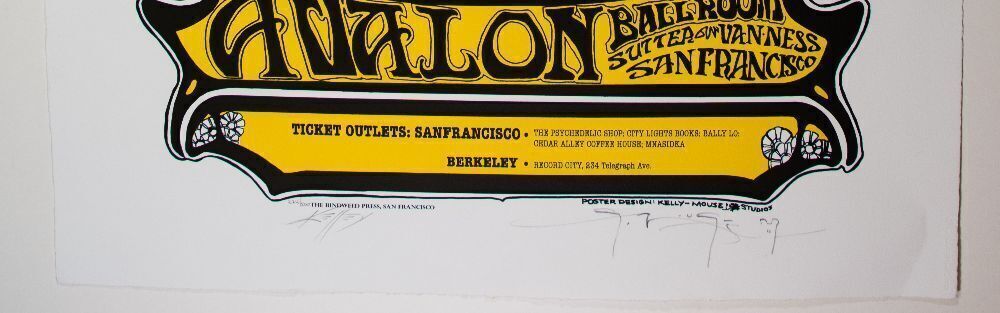 AVALON
BALLROOM
SUTTER AT VAN NESS
SAN FRANCISCO
TICKET OUTLETS: SANFRANCISCO • THE PSYCHEDELIC SHOP; CITY LIGHTS BOOKS; BALLY LO;
CEDAR ALLEY COFFEE HOUSE; MNASIDKA
BERKELEY • RECORD CITY, 234 Telegraph Ave.
THE BINDWEED PRESS, SAN FRANCISCO
POSTER DESIGN: KELLY-MOUSE STUDIOS
KELLEY